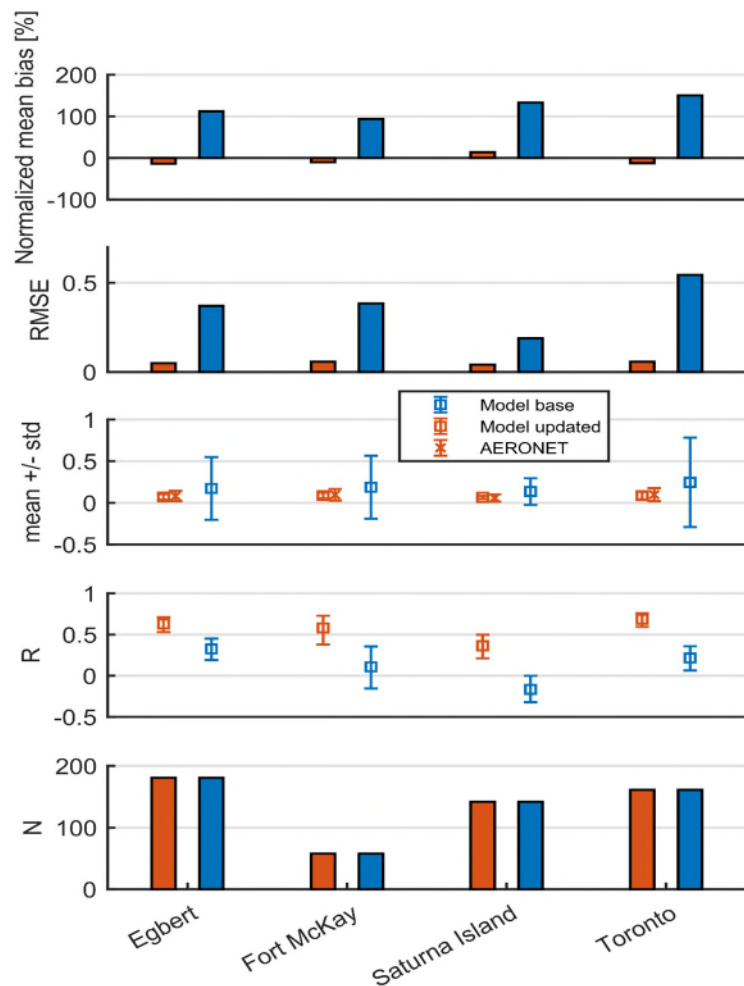 Normalized mean bias [%]
200
100
0
-100
RMSE
0.5
0
mean +/- std
1
0.5
0
-0.5
Model base
Model updated
AERONET
R
1
0.5
0
-0.5
N
200
100
0
Egbert
Fort McKay
Saturna Island
Toronto